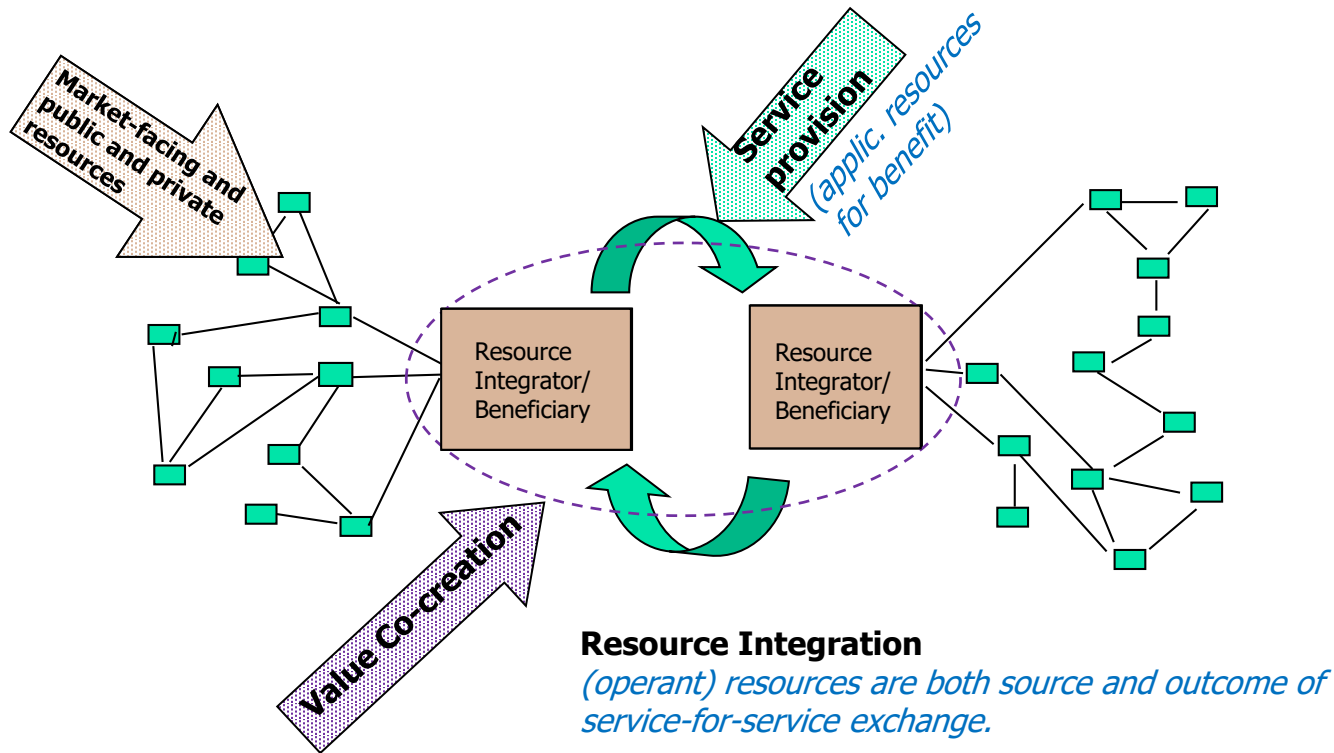 Market-facing and
public and private
resources
Service
provision
(applic. resources
for benefit)
Resource
Integrator/
Beneficiary
Resource
Integrator/
Beneficiary
Value Co-creation
Resource Integration
(operant) resources are both source and outcome of
service-for-service exchange.